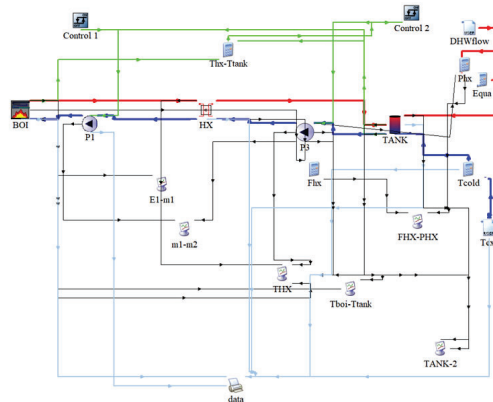 Control 1
Control 2
DHWflow
Thx-Ttank
Phx
Equa
BOI
P1
HX
P3
TANK
Fhx
Tcold
E1-m1
m1-m2
FHX-PHX
THX
Tboi-Ttank
TANK-2
data